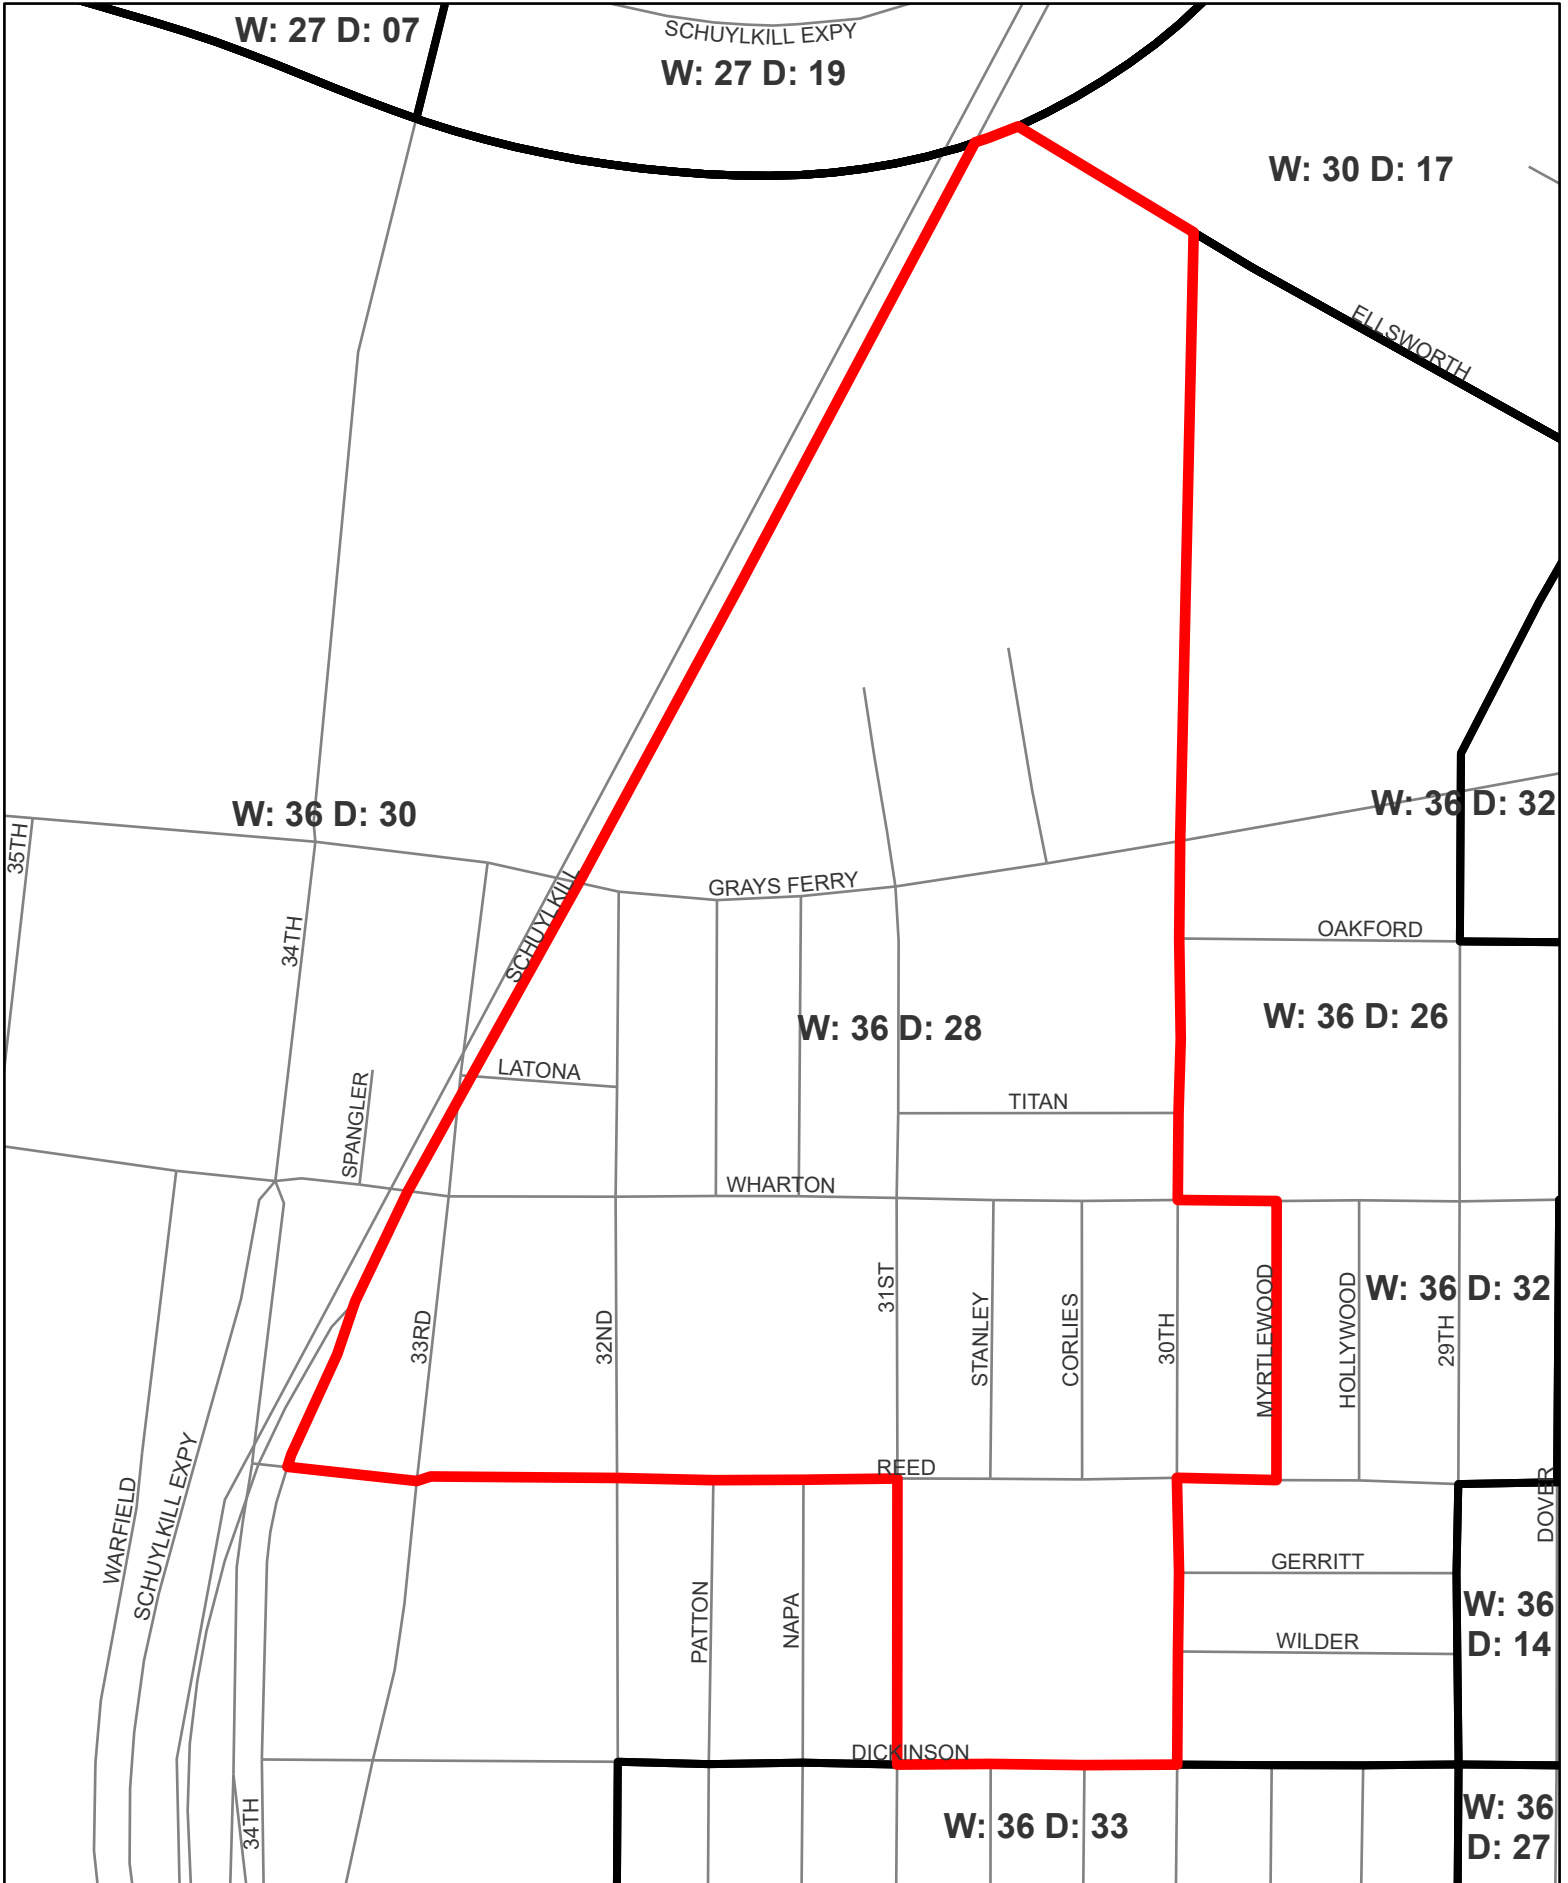 W: 27 D: 07
SCHUYLKILL EXPY
W: 27 D: 19
W: 30 D: 17
ELLSWORTH
W: 36 D: 30
W: 36 D: 32
35TH
SCHUYLKILL
GRAYS FERRY
34TH
OAKFORD
W: 36 D: 28
W: 36 D: 26
LATONA
SPANGLER
TITAN
WHARTON
31ST
STANLEY
CORLIES
30TH
MYRTLEWOOD
HOLLYWOOD
W: 36 D: 32
29TH
33RD
32ND
REED
WARFIELD
SCHUYLKILL EXPY
DOVER
GERRITT
PATTON
NAPA
W: 36
D: 14
WILDER
DICKINSON
34TH
W: 36 D: 33
W: 36
D: 27